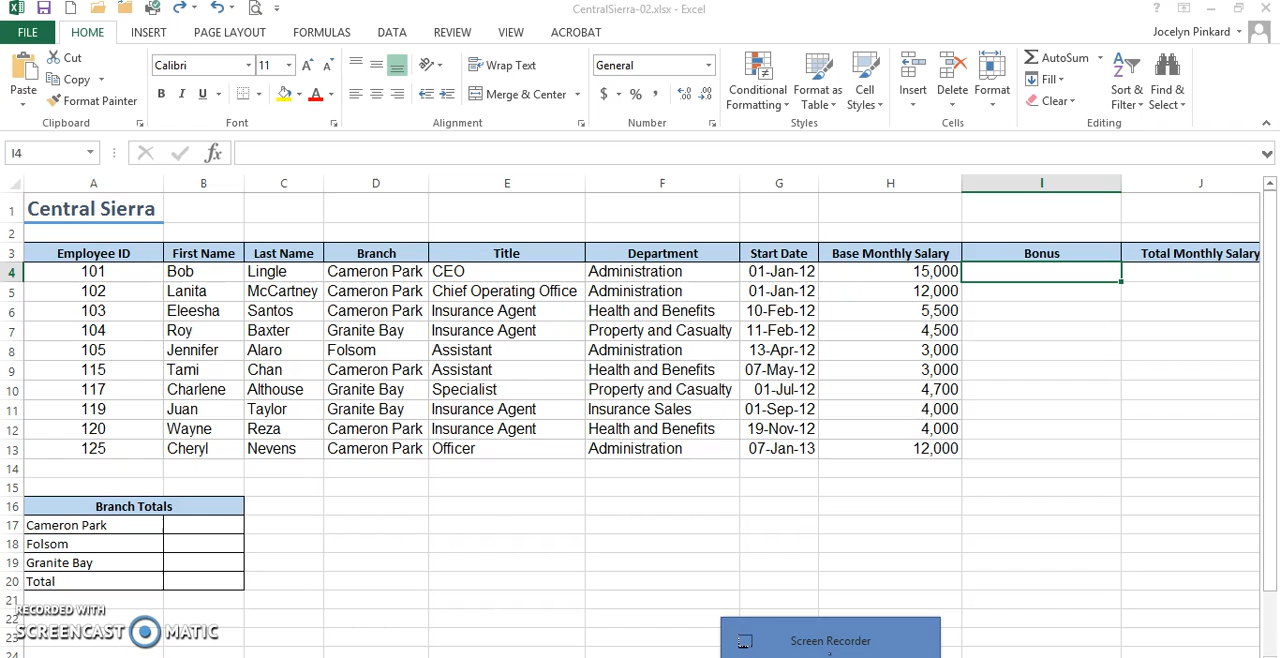 CentralSierra-02.xlsx - Excel
FILE HOME INSERT PAGE LAYOUT FORMULAS DATA REVIEW VIEW ACROBAT Jocelyn Pinkard
Paste Cut Copy Format Painter Clipboard
Calibri 11 B I U A A A Font
Wrap Text Merge & Center Alignment
General $ % , Number
Conditional Formatting Format as Table Cell Styles Styles
Insert Delete Format Cells
AutoSum Fill Clear Sort & Filter Find & Select Editing
I4 fx
A B C D E F G H I J
1 Central Sierra
2
3 Employee ID First Name Last Name Branch Title Department Start Date Base Monthly Salary Bonus Total Monthly Salary
4 101 Bob Lingle Cameron Park CEO Administration 01-Jan-12 15,000
5 102 Lanita McCartney Cameron Park Chief Operating Office Administration 01-Jan-12 12,000
6 103 Eleesha Santos Cameron Park Insurance Agent Health and Benefits 10-Feb-12 5,500
7 104 Roy Baxter Granite Bay Insurance Agent Property and Casualty 11-Feb-12 4,500
8 105 Jennifer Alaro Folsom Assistant Administration 13-Apr-12 3,000
9 115 Tami Chan Cameron Park Assistant Health and Benefits 07-May-12 3,000
10 117 Charlene Althouse Granite Bay Specialist Property and Casualty 01-Jul-12 4,700
11 119 Juan Taylor Granite Bay Insurance Agent Insurance Sales 01-Sep-12 4,000
12 120 Wayne Reza Cameron Park Insurance Agent Health and Benefits 19-Nov-12 4,000
13 125 Cheryl Nevens Cameron Park Officer Administration 07-Jan-13 12,000
14
15
16 Branch Totals
17 Cameron Park
18 Folsom
19 Granite Bay
20 Total
21
22
23
24
RECORDED WITH
SCREENCAST MATIC
Screen Recorder